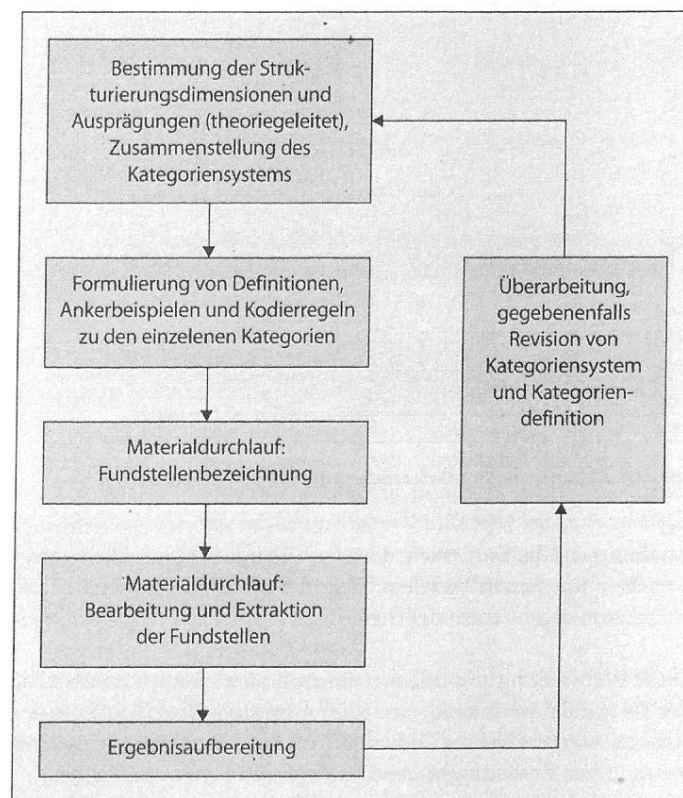 Bestimmung der Struk-
turierungsdimensionen und
Ausprägungen (theoriegeleitet),
Zusammenstellung des
Kategoriensystems
Formulierung von Definitionen,
Ankerbeispielen und Kodierregeln
zu den einzelenen Kategorien
Materialdurchlauf:
Fundstellenbezeichnung
Materialdurchlauf:
Bearbeitung und Extraktion
der Fundstellen
Ergebnisaufbereitung
Überarbeitung,
gegebenenfalls
Revision von
Kategoriensystem
und Kategorien-
definition